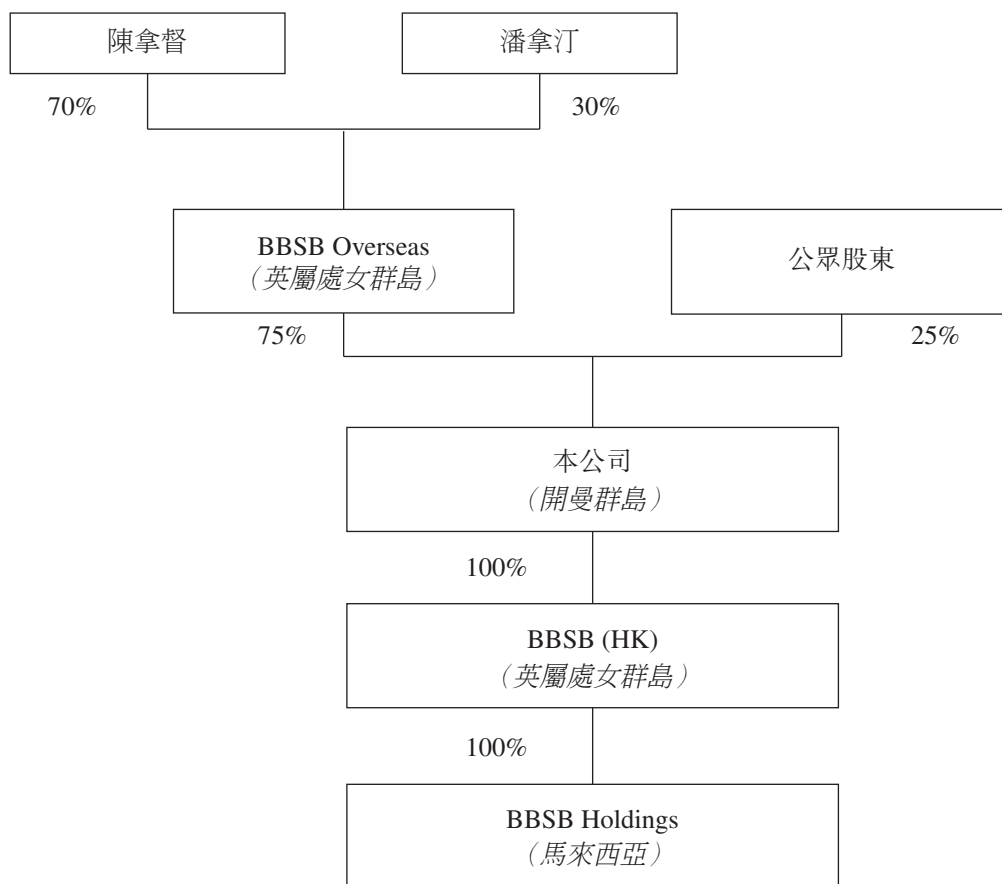 陳拿督
潘拿汀
70%
30%
BBSB Overseas
(英屬處女群島)
公眾股東
75%
25%
本公司
(開曼群島)
100%
BBSB (HK)
(英屬處女群島)
100%
BBSB Holdings
(馬來西亞)